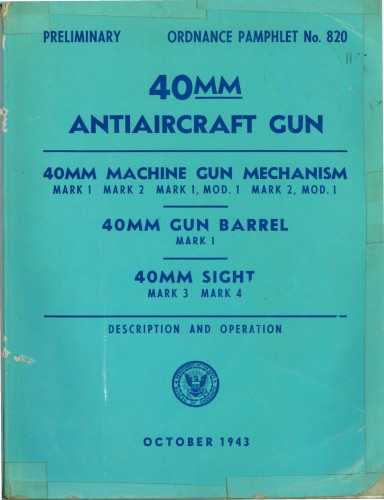 PRELIMINARY ORDNANCE PAMPHLET No. 820
40MM
ANTIAIRCRAFT GUN
40MM MACHINE GUN MECHANISM
MARK 1 MARK 2 MARK 1, MOD. 1 MARK 2, MOD. 1
40MM GUN BARREL
MARK 1
40MM SIGHT
MARK 3 MARK 4
DESCRIPTION AND OPERATION
OCTOBER 1943